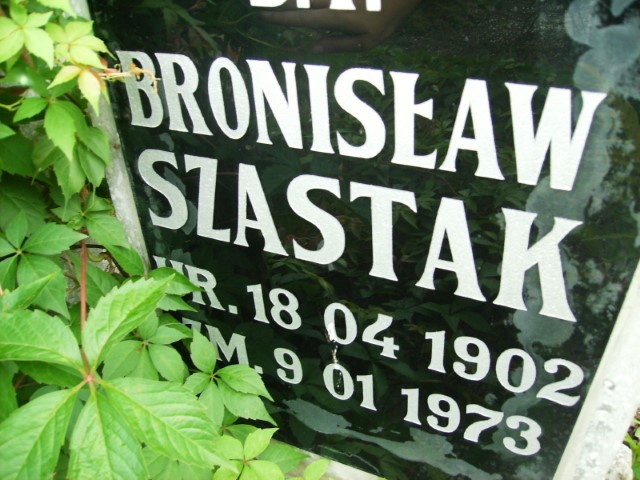 BRONISŁAW
SZASTAK
UR. 18 04 1902
ZM. 9 01 1973